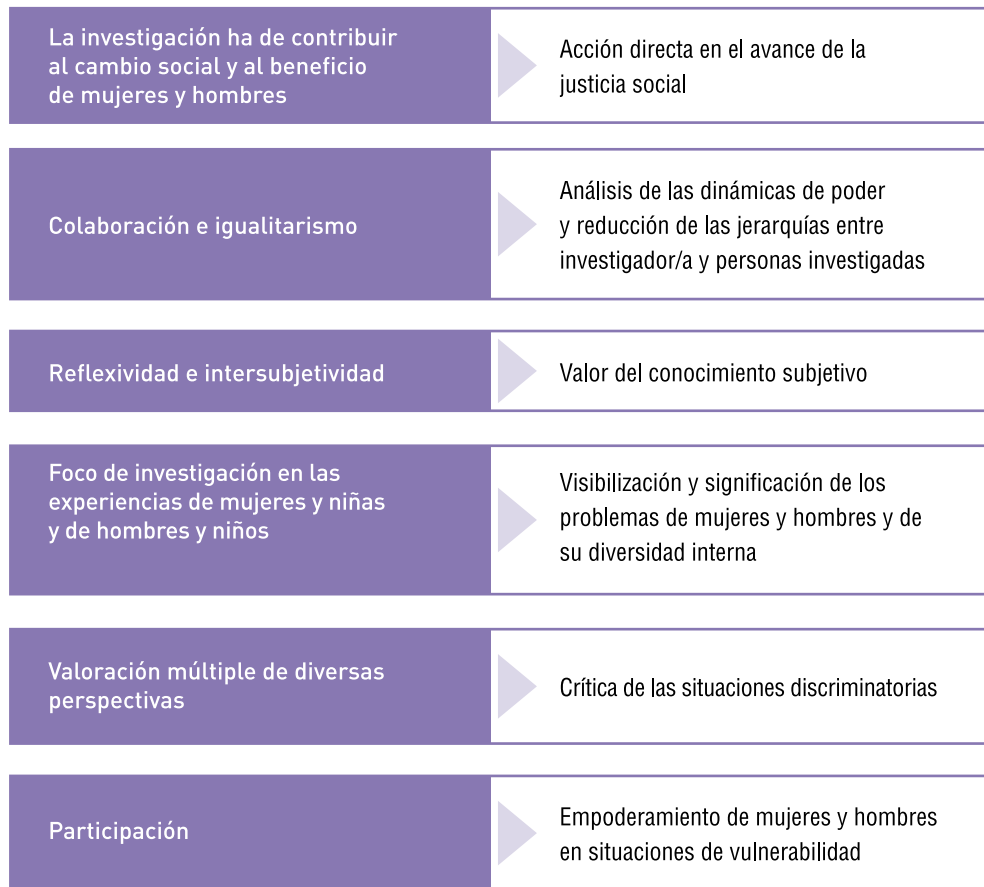 La investigación ha de contribuir
al cambio social y al beneficio
de mujeres y hombres
Acción directa en el avance de la
justicia social
Colaboración e igualitarismo
Análisis de las dinámicas de poder
y reducción de las jerarquías entre
investigador/a y personas investigadas
Reflexividad e intersubjetividad
Valor del conocimiento subjetivo
Foco de investigación en las
experiencias de mujeres y niñas
y de hombres y niños
Visibilización y significación de los
problemas de mujeres y hombres y de
su diversidad interna
Valoración múltiple de diversas
perspectivas
Crítica de las situaciones discriminatorias
Participación
Empoderamiento de mujeres y hombres
en situaciones de vulnerabilidad